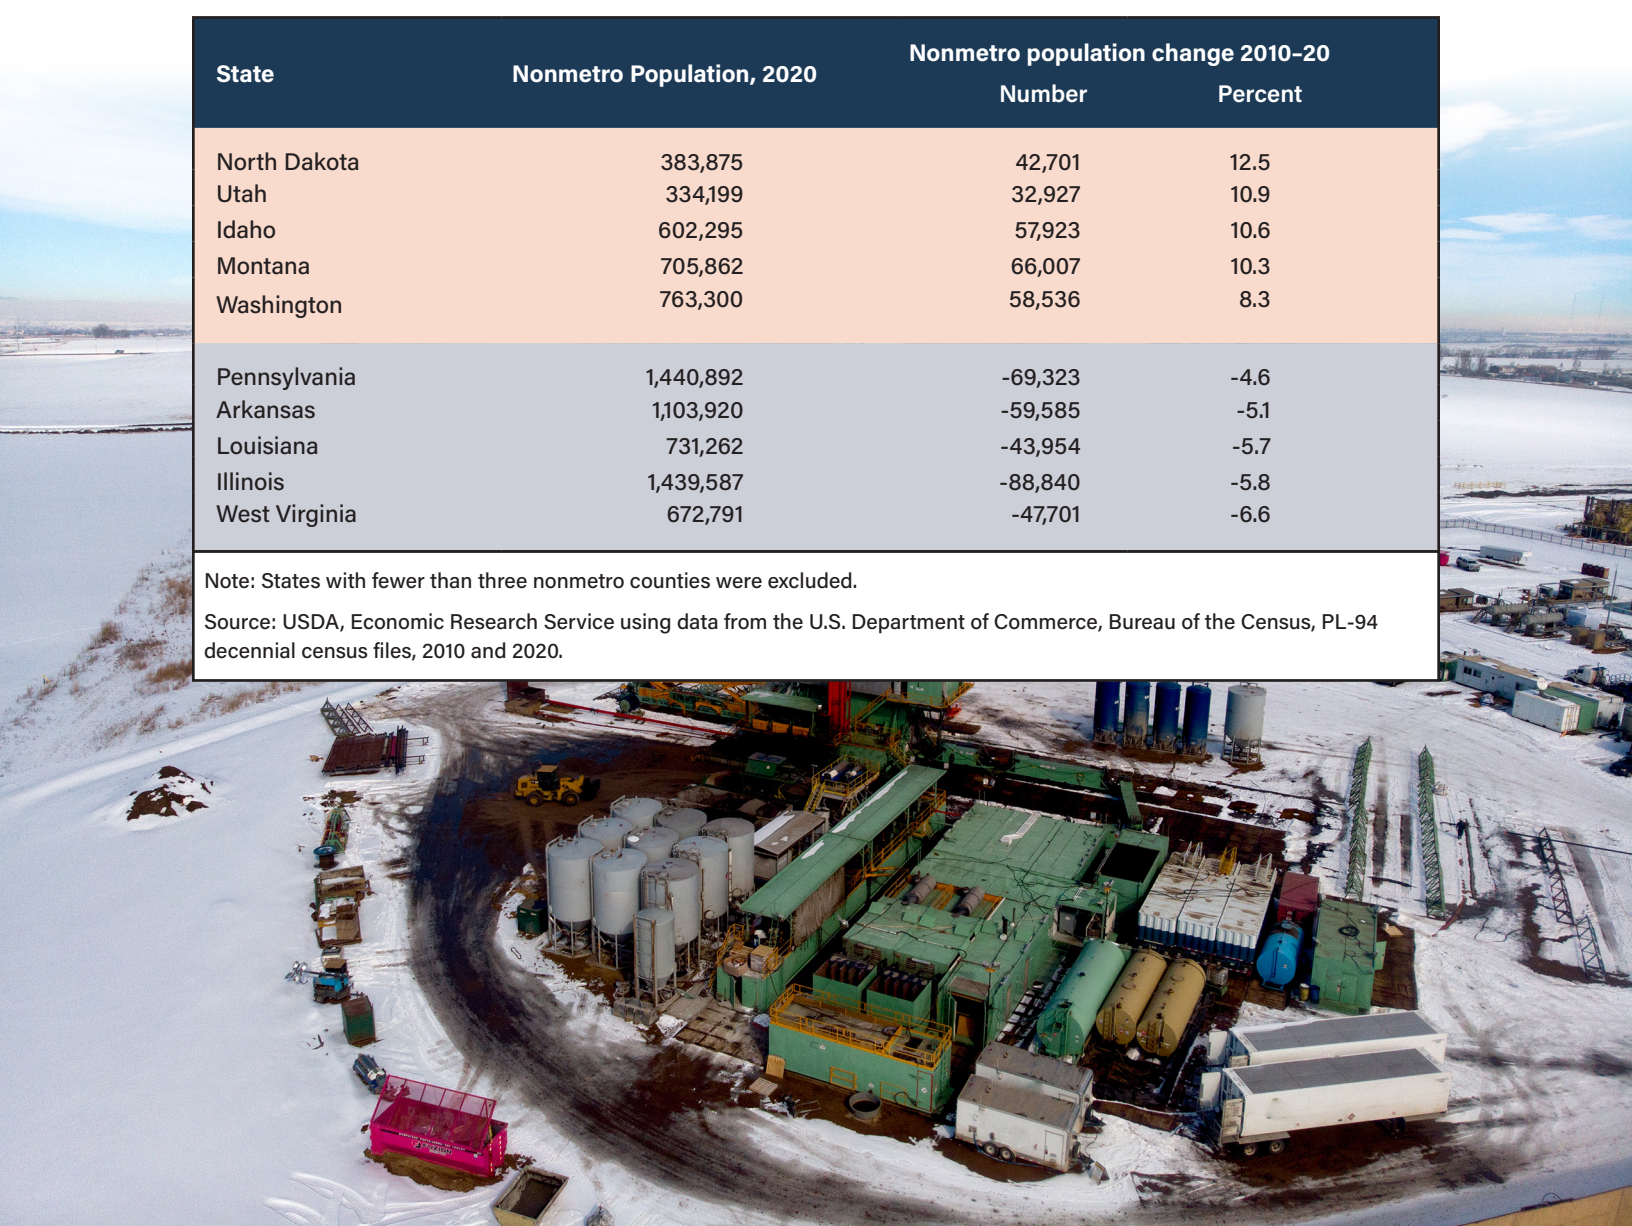 State Nonmetro Population, 2020 Nonmetro population change 2010–20
Number Percent
North Dakota 383,875 42,701 12.5
Utah 334,199 32,927 10.9
Idaho 602,295 57,923 10.6
Montana 705,862 66,007 10.3
Washington 763,300 58,536 8.3
Pennsylvania 1,440,892 -69,323 -4.6
Arkansas 1,103,920 -59,585 -5.1
Louisiana 731,262 -43,954 -5.7
Illinois 1,439,587 -88,840 -5.8
West Virginia 672,791 -47,701 -6.6
Note: States with fewer than three nonmetro counties were excluded.
Source: USDA, Economic Research Service using data from the U.S. Department of Commerce, Bureau of the Census, PL-94
decennial census files, 2010 and 2020.